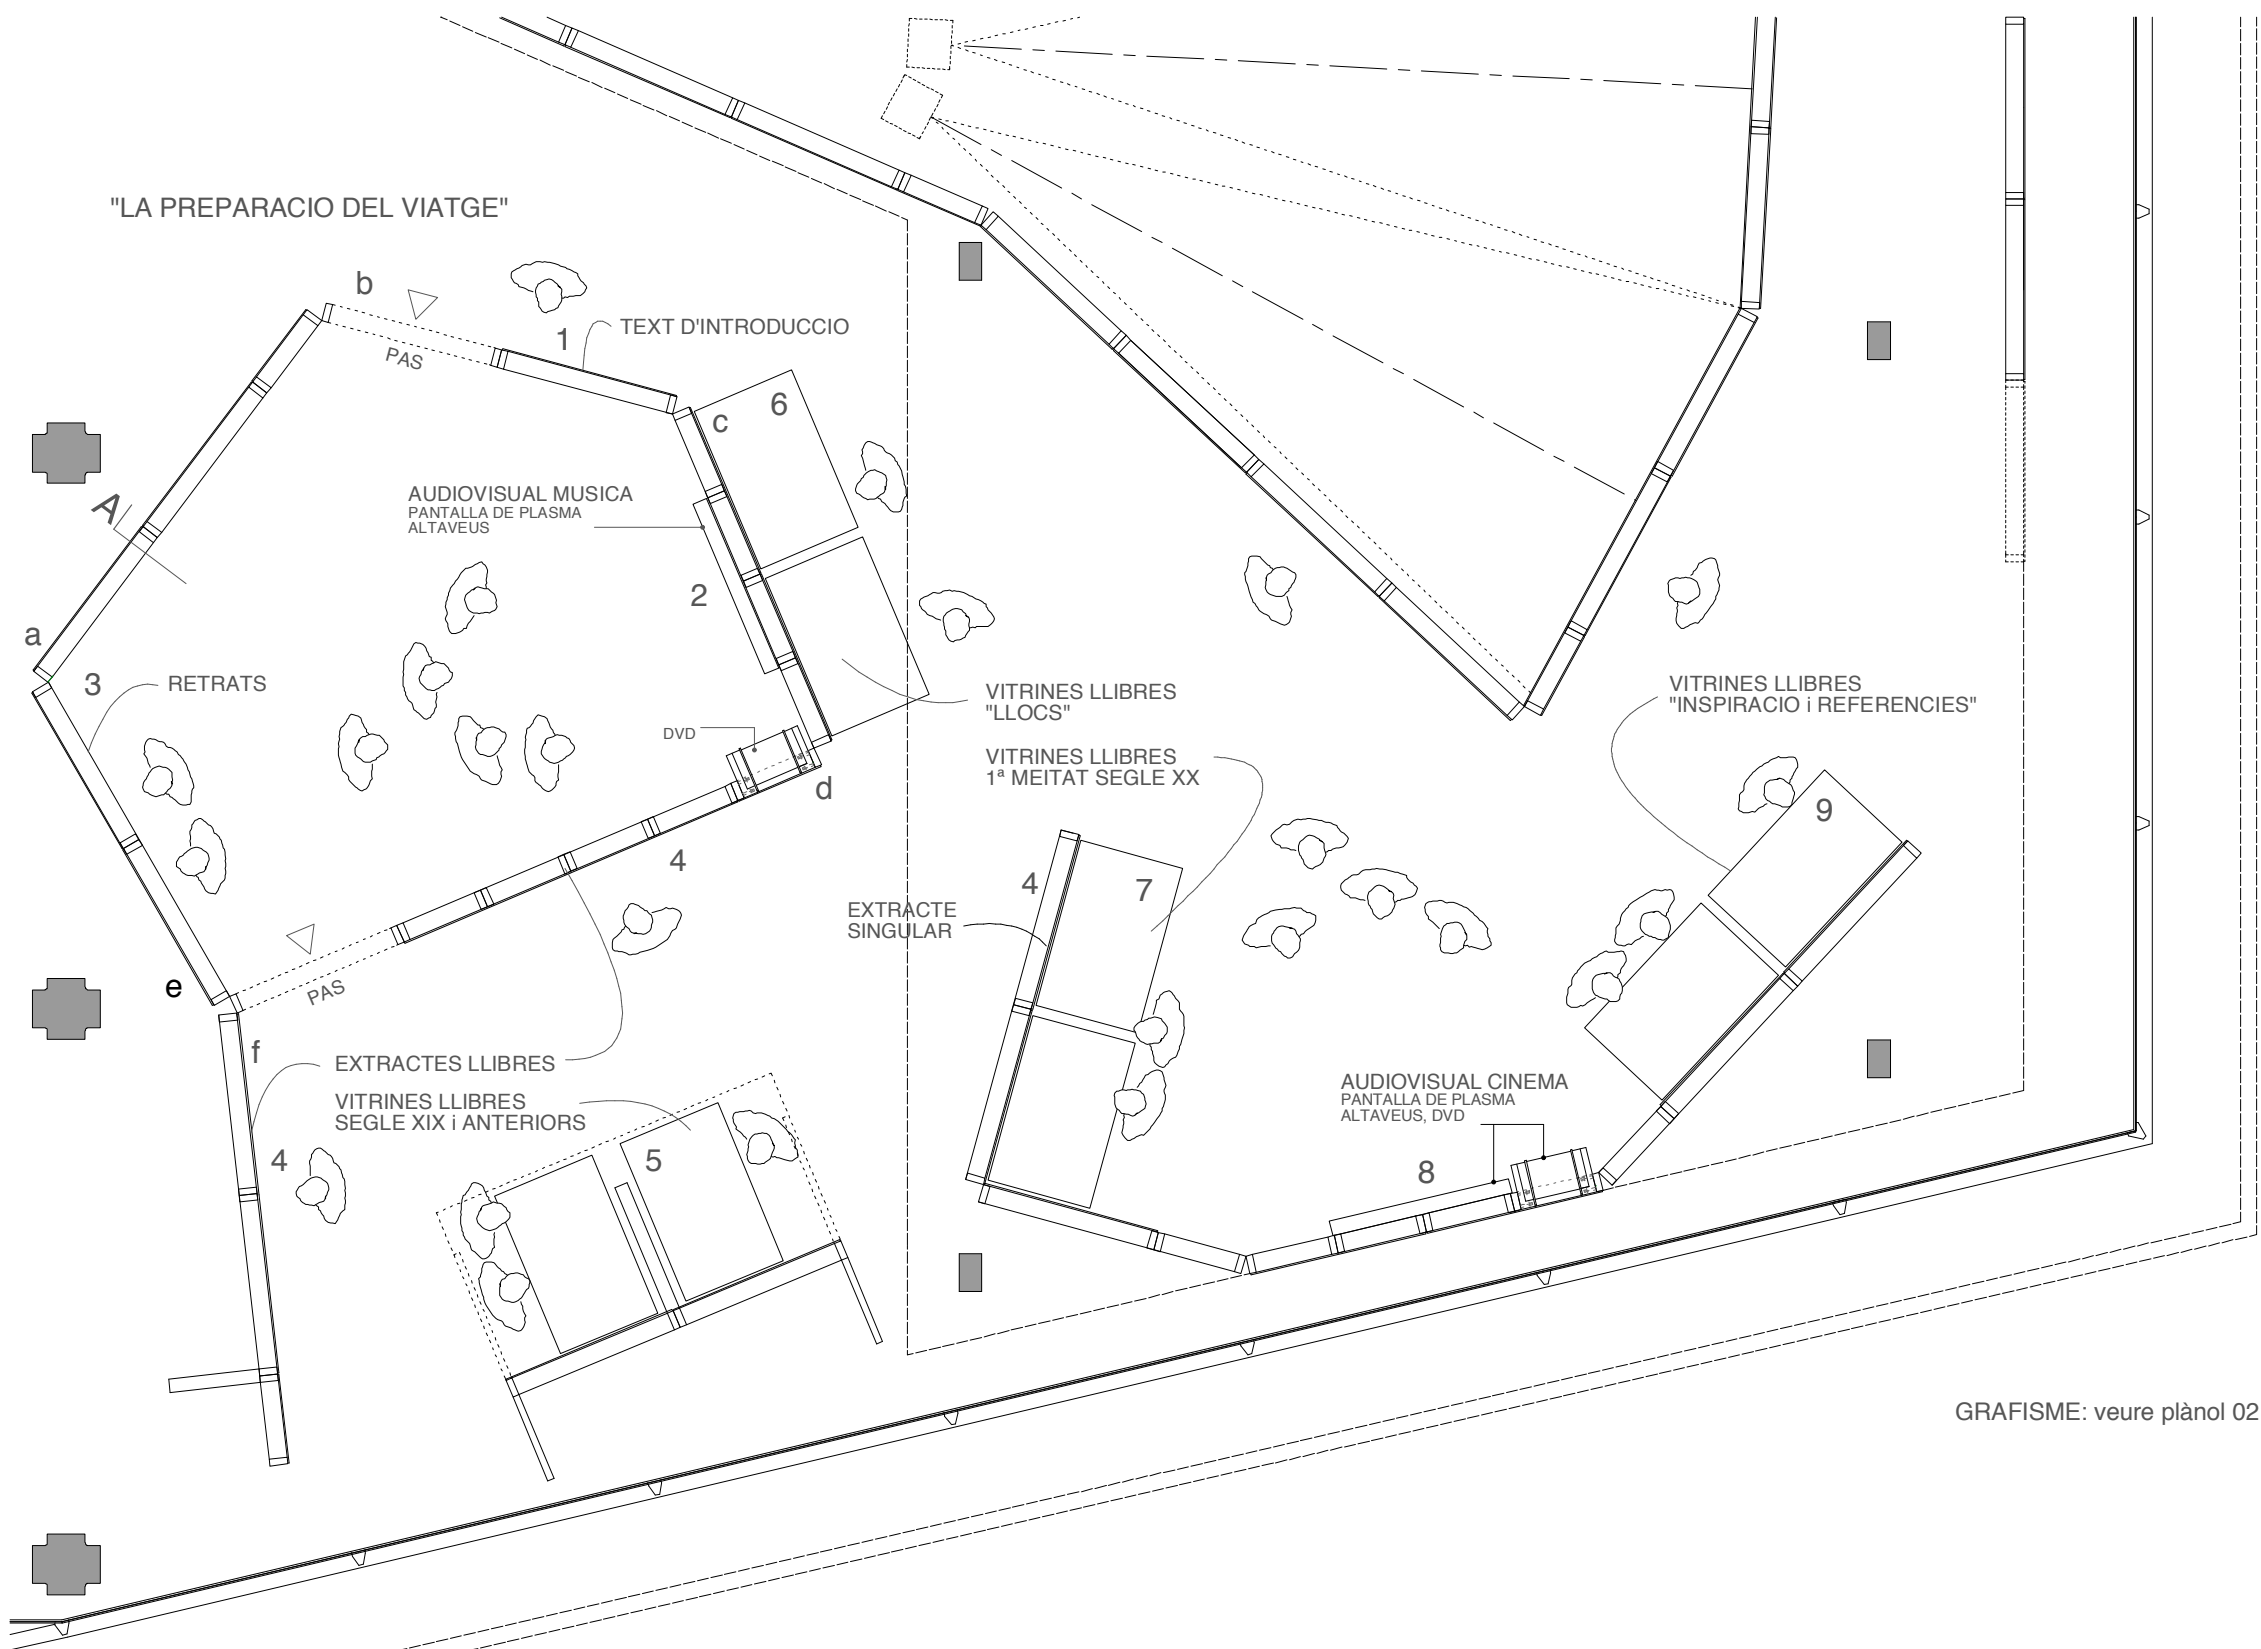 "LA PREPARACIO DEL VIATGE"
b
1
TEXT D'INTRODUCCIO
PAS
c
6
A
AUDIOVISUAL MUSICA
PANTALLA DE PLASMA
ALTAVEUS
2
a
3
RETRATS
DVD
d
VITRINES LLIBRES
"LLOCS"
VITRINES LLIBRES
1ª MEITAT SEGLE XX
VITRINES LLIBRES
"INSPIRACIO i REFERENCIES"
9
4
4
7
EXTRACTE
SINGULAR
e
PAS
f
EXTRACTES LLIBRES
VITRINES LLIBRES
SEGLE XIX i ANTERIORS
4
5
AUDIOVISUAL CINEMA
PANTALLA DE PLASMA
ALTAVEUS, DVD
8
GRAFISME: veure plànol 02